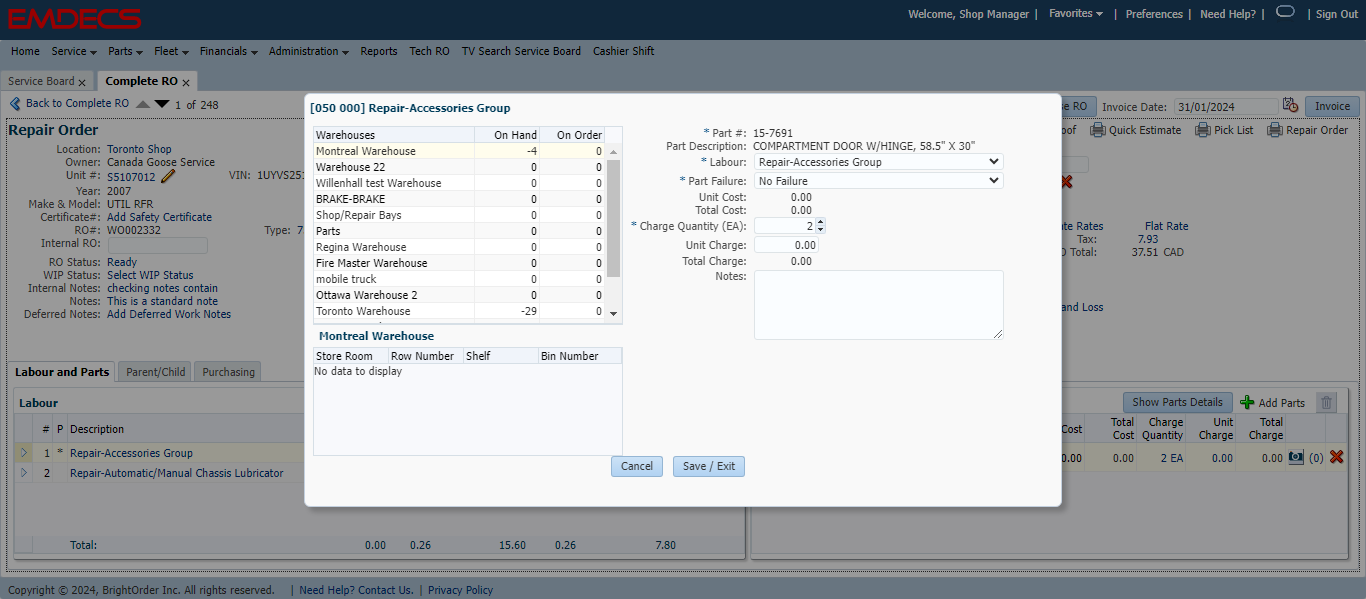 EMDECS
Welcome, Shop Manager | Favorites | Preferences | Need Help? | | Sign Out
Home Service Parts Fleet Financials Administration Reports Tech RO TV Search Service Board Cashier Shift
Service Board x Complete RO x
Back to Complete RO 1 of 248
RO Invoice Date: 31/01/2024 Invoice
Repair Order
Quick Estimate Pick List Repair Order
Location: Toronto Shop
Owner: Canada Goose Service
Unit #: S5107012 VIN: 1UYVS251
Year: 2007
Make & Model: UTIL RFR
Certificate#: Add Safety Certificate
RO#: WO002332 Type: 7
Internal RO:
RO Status: Ready
WIP Status: Select WIP Status
Internal Notes: checking notes contain
Notes: This is a standard note
Deferred Notes: Add Deferred Work Notes
Rates Flat Rate
Tax: 7.93
Total: 37.51 CAD
and Loss
[050 000] Repair-Accessories Group
Warehouses On Hand On Order
Montreal Warehouse -4 0
Warehouse 22 0 0
Willenhall test Warehouse 0 0
BRAKE-BRAKE 0 0
Shop/Repair Bays 0 0
Parts 0 0
Regina Warehouse 0 0
Fire Master Warehouse 0 0
mobile truck 0 0
Ottawa Warehouse 2 0 0
Toronto Warehouse -29 0
Montreal Warehouse
Store Room Row Number Shelf Bin Number
No data to display
* Part #: 15-7691
Part Description: COMPARTMENT DOOR W/HINGE, 58.5" X 30"
* Labour: Repair-Accessories Group
* Part Failure: No Failure
Unit Cost: 0.00
Total Cost: 0.00
* Charge Quantity (EA): 2
Unit Charge: 0.00
Total Charge: 0.00
Notes:
Cancel Save / Exit
Labour and Parts Parent/Child Purchasing
Labour
# P Description
1 * Repair-Accessories Group
2 Repair-Automatic/Manual Chassis Lubricator
Total: 0.00 0.26 15.60 0.26 7.80
Show Parts Details Add Parts
Cost Total Cost Charge Quantity Unit Charge Total Charge
0.00 0.00 2 EA 0.00 0.00 (0)
Copyright © 2024, BrightOrder Inc. All rights reserved. | Need Help? Contact Us. | Privacy Policy